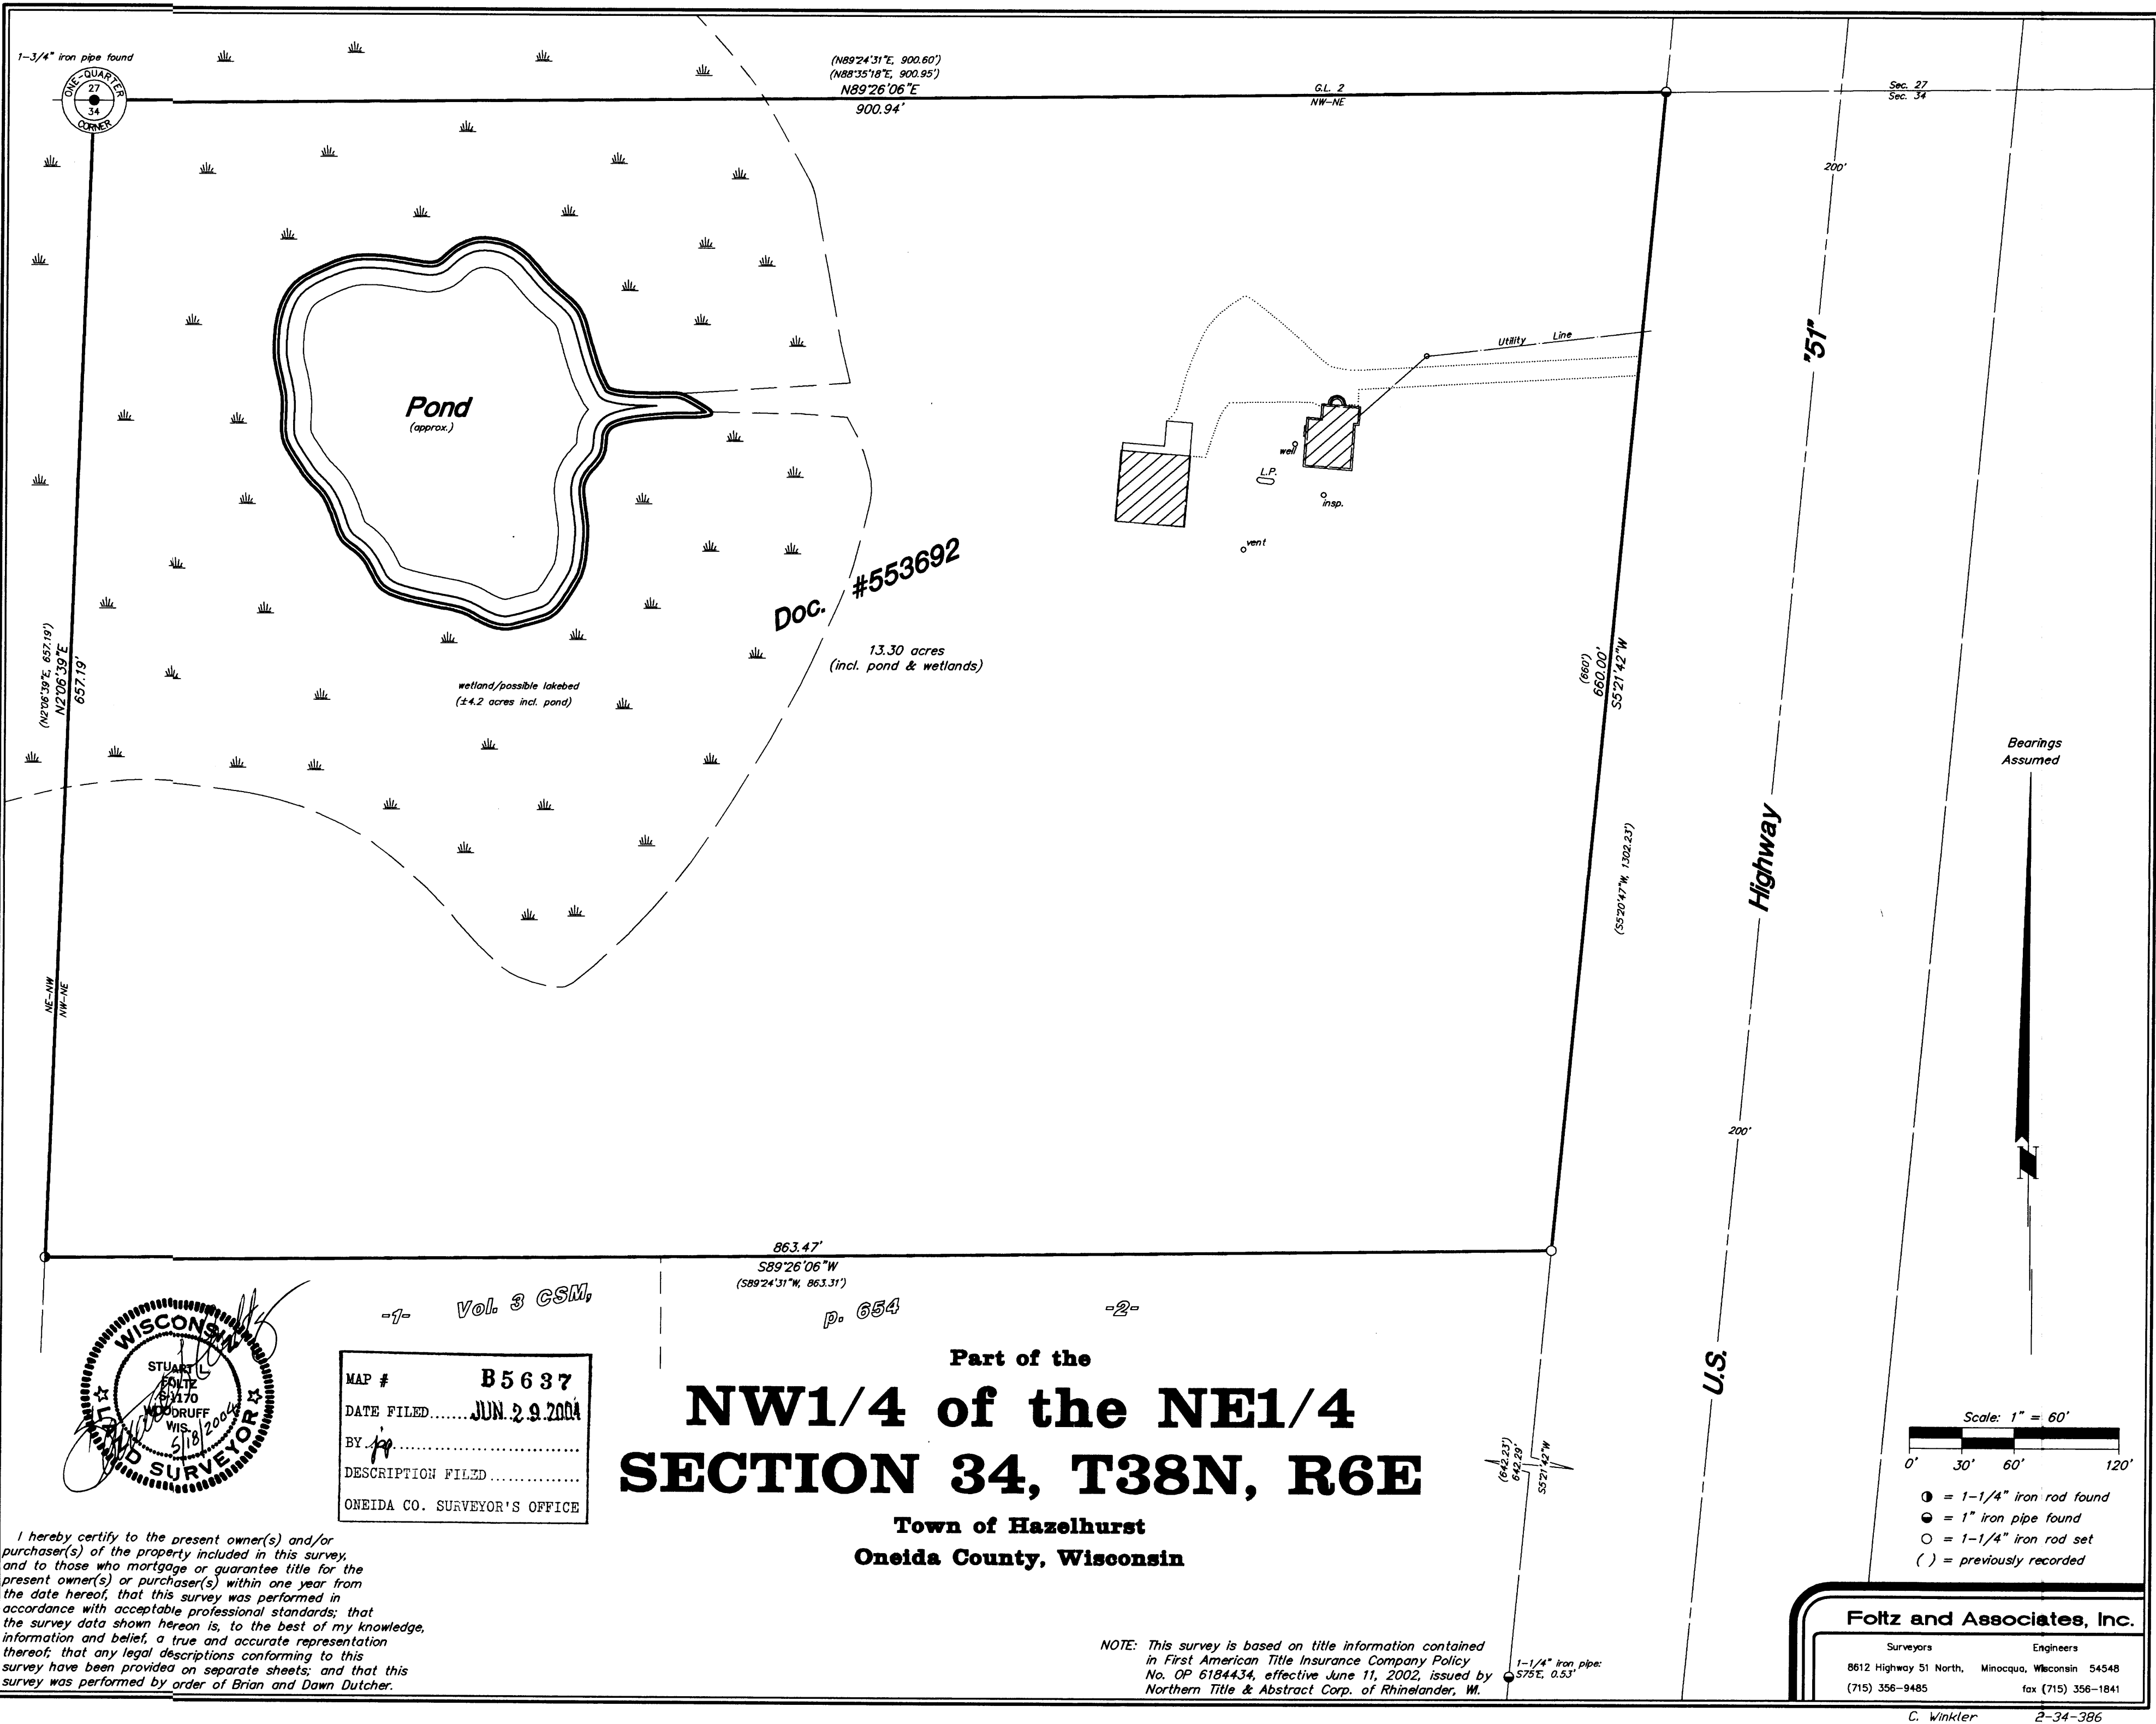 1-3/4" iron pipe found
ONE-QUARTER
27
34
CORNER
(N89°24'31"E, 900.60')
(N88°35'18"E, 900.95')
N89°26'06"E
900.94'
G.L. 2
NW-NE
Sec. 27
Sec. 34
200'
"51"
Utility Line
Pond
(approx.)
well
L.P.
insp.
vent
Doc. #553692
13.30 acres
(incl. pond & wetlands)
(N2°06'39"E, 657.19')
N2°06'39"E
657.19'
wetland/possible lakebed
(±4.2 acres incl. pond)
(660')
660.00'
S5°21'42"W
(S5°20'47"W, 1302.23')
Highway
Bearings
Assumed
N
NE-NW
NW-NE
200'
863.47'
S89°26'06"W
(S89°24'31"W, 863.31')
-1-
Vol. 3 CSM,
p. 654
-2-
U.S.
WISCONSIN
STUART L.
FOLTZ
S-1170
WOODRUFF
WIS.
5/18/2004
LAND SURVEYOR
MAP # B5637
DATE FILED.......JUN.2.9.2004
BY jap
DESCRIPTION FILED
ONEIDA CO. SURVEYOR'S OFFICE
Part of the
NW1/4 of the NE1/4
SECTION 34, T38N, R6E
Town of Hazelhurst
Oneida County, Wisconsin
(642.23')
642.29'
S5°21'42"W
Scale: 1" = 60'
0' 30' 60' 120'
= 1-1/4" iron rod found
= 1" iron pipe found
= 1-1/4" iron rod set
( ) = previously recorded
I hereby certify to the present owner(s) and/or
purchaser(s) of the property included in this survey,
and to those who mortgage or guarantee title for the
present owner(s) or purchaser(s) within one year from
the date hereof, that this survey was performed in
accordance with acceptable professional standards; that
the survey data shown hereon is, to the best of my knowledge,
information and belief, a true and accurate representation
thereof; that any legal descriptions conforming to this
survey have been provided on separate sheets; and that this
survey was performed by order of Brian and Dawn Dutcher.
NOTE: This survey is based on title information contained
in First American Title Insurance Company Policy
No. OP 6184434, effective June 11, 2002, issued by
Northern Title & Abstract Corp. of Rhinelander, WI.
1-1/4" iron pipe:
S75°E, 0.53'
Foltz and Associates, Inc.
Surveyors Engineers
8612 Highway 51 North, Minocqua, Wisconsin 54548
(715) 356-9485 fax (715) 356-1841
C. Winkler 2-34-386